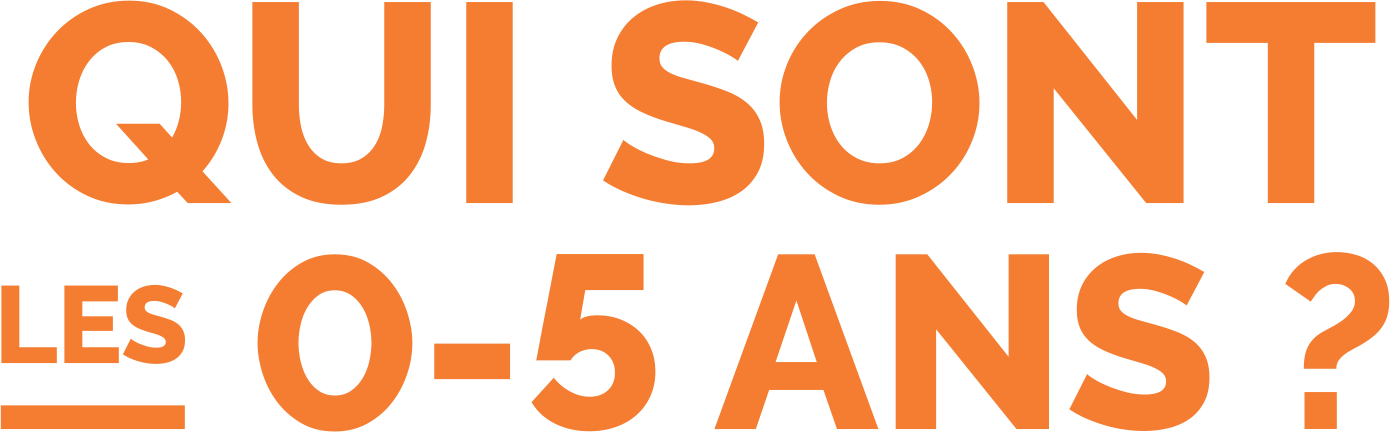 QUI SONT
LES 0-5 ANS ?